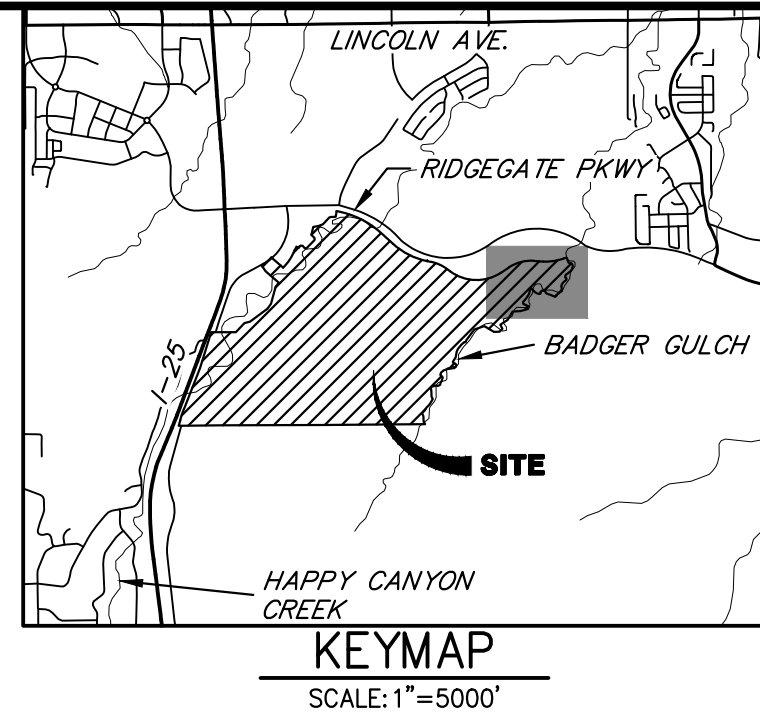 LINCOLN AVE.
RIDGEGATE PKWY
BADGER GULCH
I-25
SITE
HAPPY CANYON
CREEK
KEYMAP
SCALE: 1"=5000'